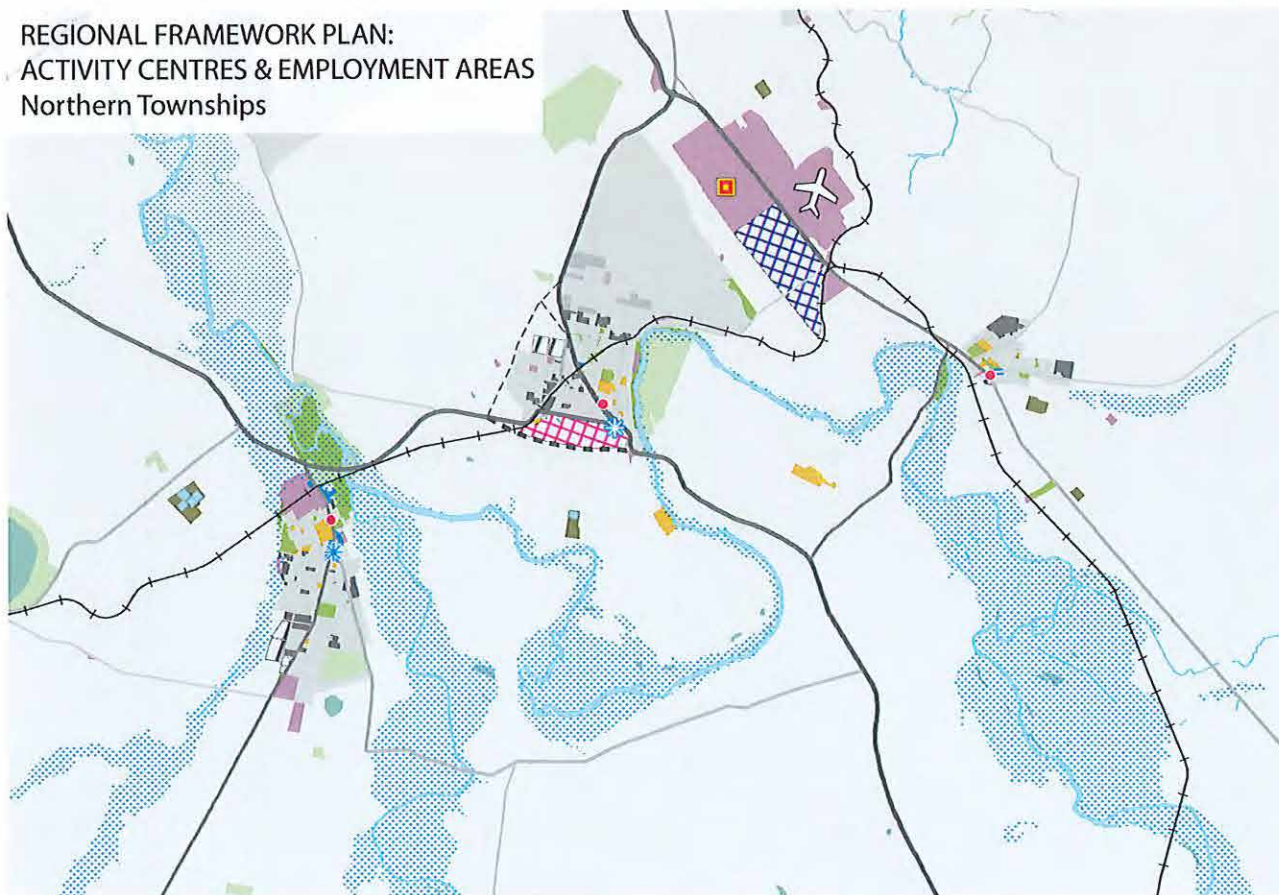 REGIONAL FRAMEWORK PLAN:
ACTIVITY CENTRES & EMPLOYMENT AREAS
Northern Townships